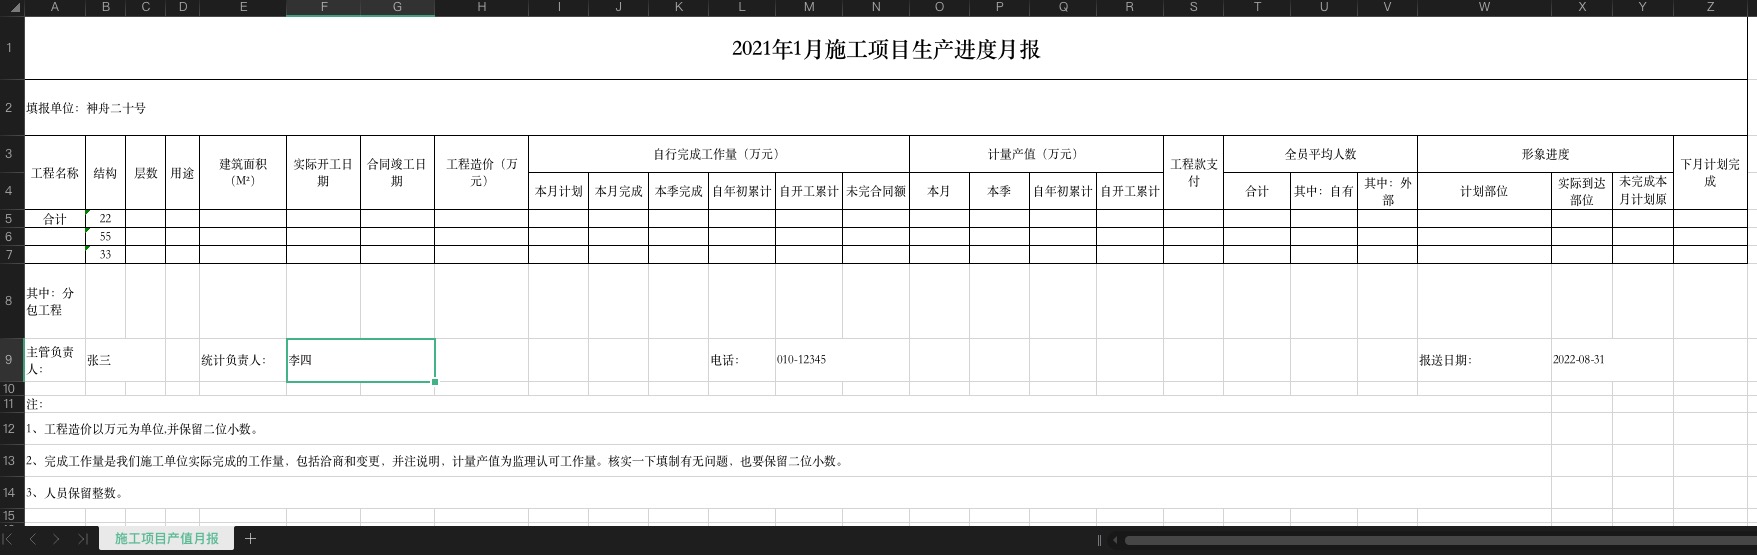 A B C D E F G H I J K L M N O P Q R S T U V W X Y Z
1 2021年1月施工项目生产进度月报
2 填报单位：神舟二十号
3 工程名称 结构 层数 用途 建筑面积（M²） 实际开工日期 合同竣工日期 工程造价（万元） 自行完成工作量（万元） 计量产值（万元） 工程款支付 全员平均人数 形象进度 下月计划完成
4 本月计划 本月完成 本季完成 自年初累计 自开工累计 未完合同额 本月 本季 自年初累计 自开工累计 合计 其中：自有 其中：外部 计划部位 实际到达部位 未完成本月计划原
5 合计 22
6 55
7 33
8 其中：分包工程
9 主管负责人： 张三 统计负责人： 李四 电话： 010-12345 报送日期： 2022-08-31
10
11 注：
12 1、工程造价以万元为单位,并保留二位小数。
13 2、完成工作量是我们施工单位实际完成的工作量，包括洽商和变更，并注说明，计量产值为监理认可工作量。核实一下填制有无问题，也要保留二位小数。
14 3、人员保留整数。
15
施工项目产值月报